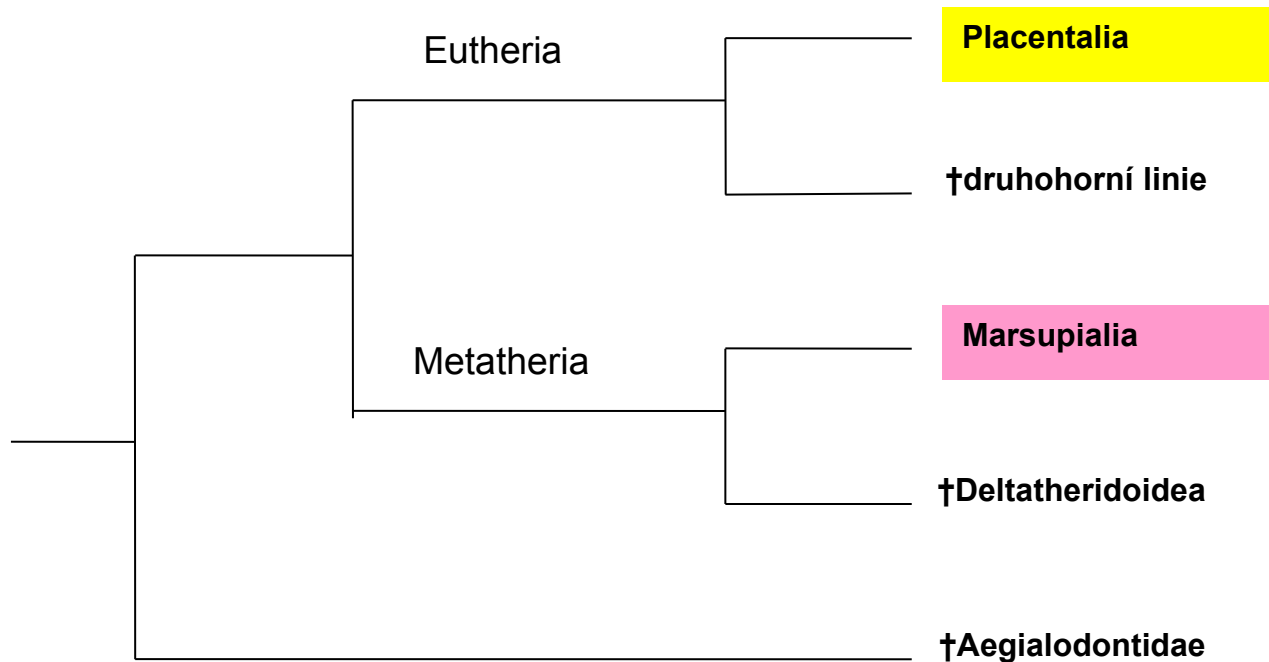 Eutheria
Placentalia
†druhohorní linie
Metatheria
Marsupialia
†Deltatheridoidea
†Aegialodontidae